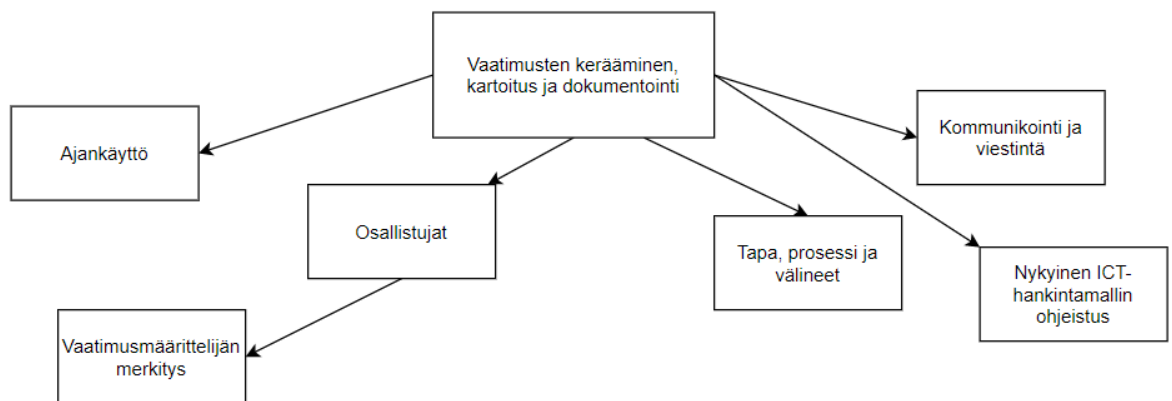 Vaatimusten kerääminen,
kartoitus ja dokumentointi
Kommunikointi ja
viestintä
Ajankäyttö
Osallistujat
Tapa, prosessi ja
välineet
Nykyinen ICT-
hankintamallin
ohjeistus
Vaatimusmäärittelijän
merkitys